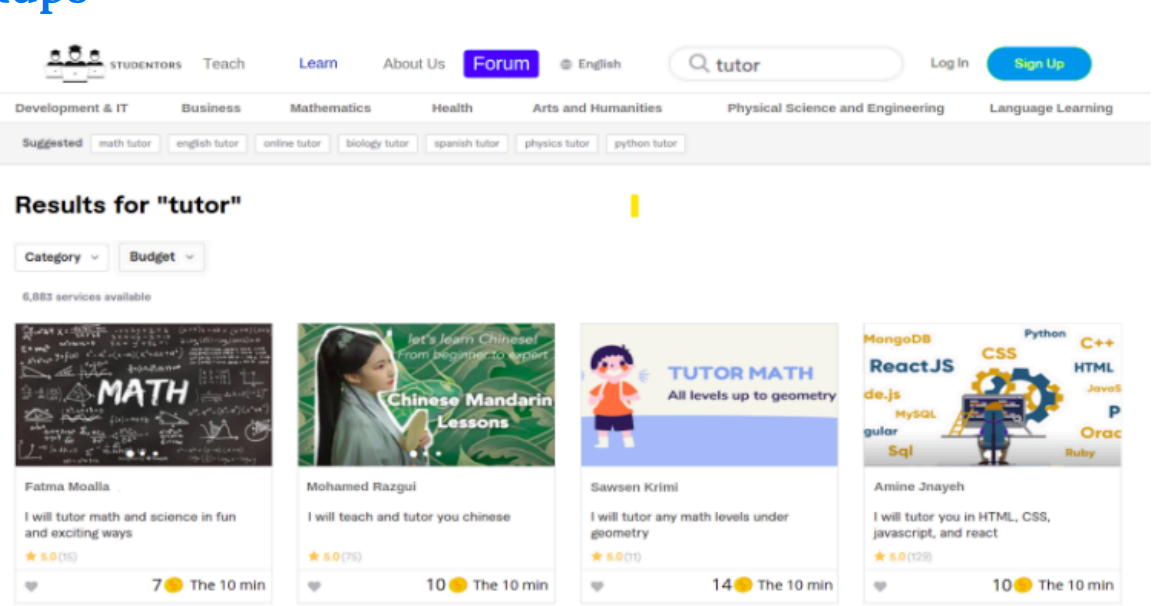 STUDENTORS Teach Learn About Us Forum English tutor Log In Sign Up
Development & IT Business Mathematics Health Arts and Humanities Physical Science and Engineering Language Learning
Suggested math tutor english tutor online tutor biology tutor spanish tutor physics tutor python tutor
Results for "tutor"
Category Budget
6,883 services available
MATH
let's learn Chinese!
From beginner to expert
Chinese Mandarin
Lessons
TUTOR MATH
All levels up to geometry
MongoDB Python C++
ReactJS CSS HTML
de.js JavaS
MySQL P
gular Orac
Sql Ruby
Fatma Moalla
I will tutor math and science in fun
and exciting ways
5.0 (15)
7 The 10 min
Mohamed Razgui
I will teach and tutor you chinese
5.0 (75)
10 The 10 min
Sawsen Krimi
I will tutor any math levels under
geometry
5.0 (11)
14 The 10 min
Amine Jnayeh
I will tutor you in HTML, CSS,
javascript, and react
5.0 (129)
10 The 10 min